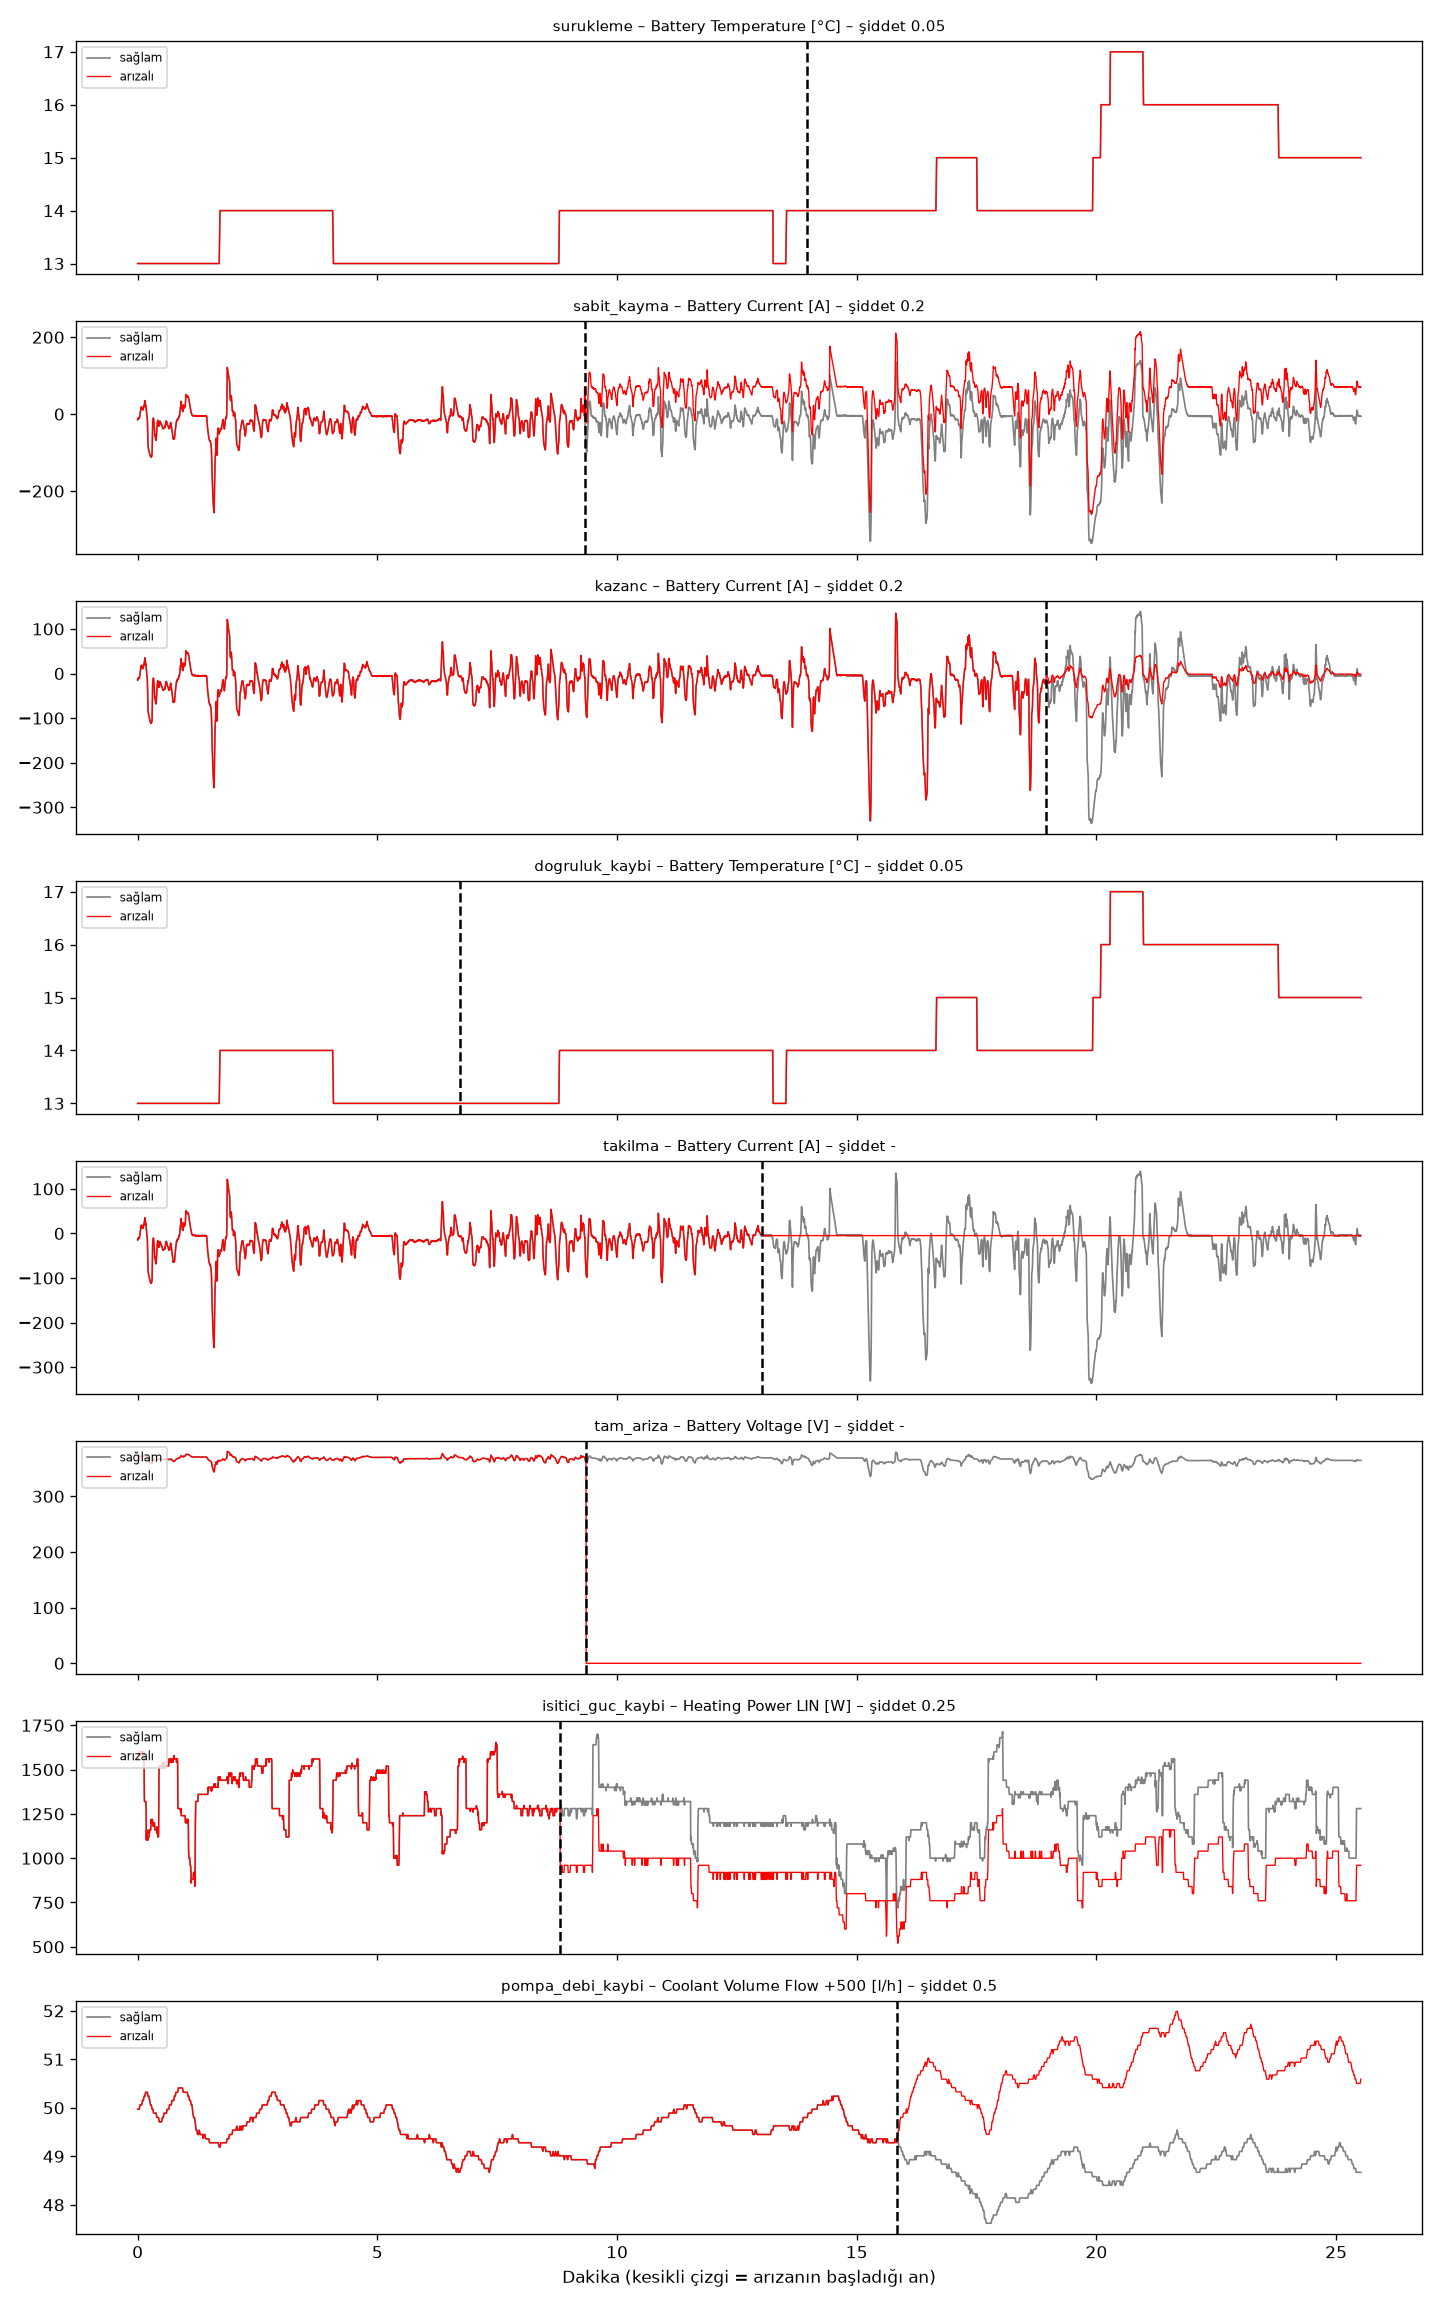 surukleme – Battery Temperature [°C] – şiddet 0.05
sağlam
arızalı
17
16
15
14
13
sabit_kayma – Battery Current [A] – şiddet 0.2
sağlam
arızalı
200
0
−200
kazanc – Battery Current [A] – şiddet 0.2
sağlam
arızalı
100
0
−100
−200
−300
dogruluk_kaybi – Battery Temperature [°C] – şiddet 0.05
sağlam
arızalı
17
16
15
14
13
takilma – Battery Current [A] – şiddet -
sağlam
arızalı
100
0
−100
−200
−300
tam_ariza – Battery Voltage [V] – şiddet -
sağlam
arızalı
300
200
100
0
isitici_guc_kaybi – Heating Power LIN [W] – şiddet 0.25
sağlam
arızalı
1750
1500
1250
1000
750
500
pompa_debi_kaybi – Coolant Volume Flow +500 [l/h] – şiddet 0.5
sağlam
arızalı
52
51
50
49
48
0 5 10 15 20 25
Dakika (kesikli çizgi = arızanın başladığı an)